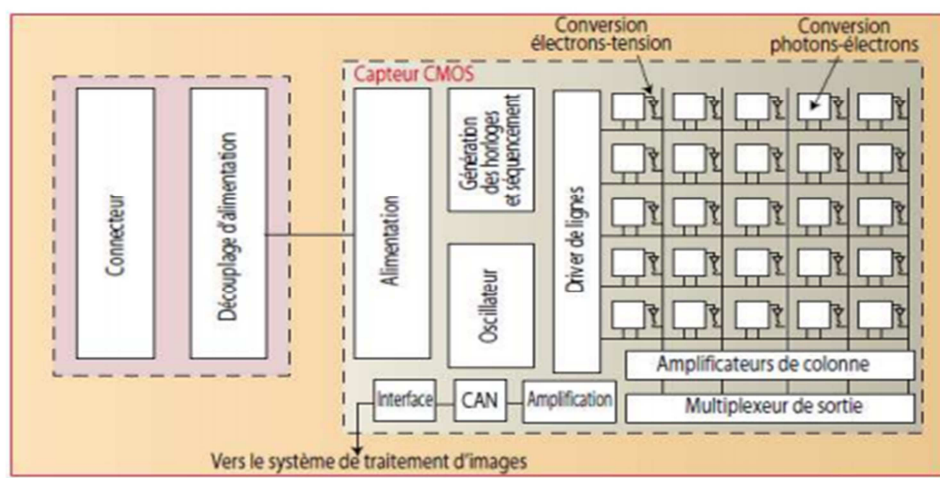 Conversion
électrons-tension
Conversion
photons-électrons
Capteur CMOS
Connecteur
Découplage d'alimentation
Alimentation
Génération
des horloges
et séquencement
Oscillateur
Driver de lignes
Amplificateurs de colonne
Interface
CAN
Amplification
Multiplexeur de sortie
Vers le système de traitement d'images